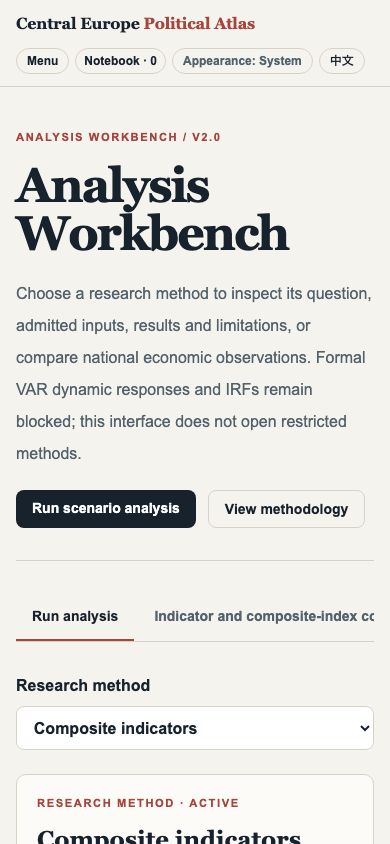 Central Europe Political Atlas
Menu
Notebook · 0
Appearance: System
中文
ANALYSIS WORKBENCH / V2.0
Analysis
Workbench
Choose a research method to inspect its question,
admitted inputs, results and limitations, or
compare national economic observations. Formal
VAR dynamic responses and IRFs remain
blocked; this interface does not open restricted
methods.
Run scenario analysis
View methodology
Run analysis
Indicator and composite-index
Research method
Composite indicators
RESEARCH METHOD · ACTIVE
Composite indicators